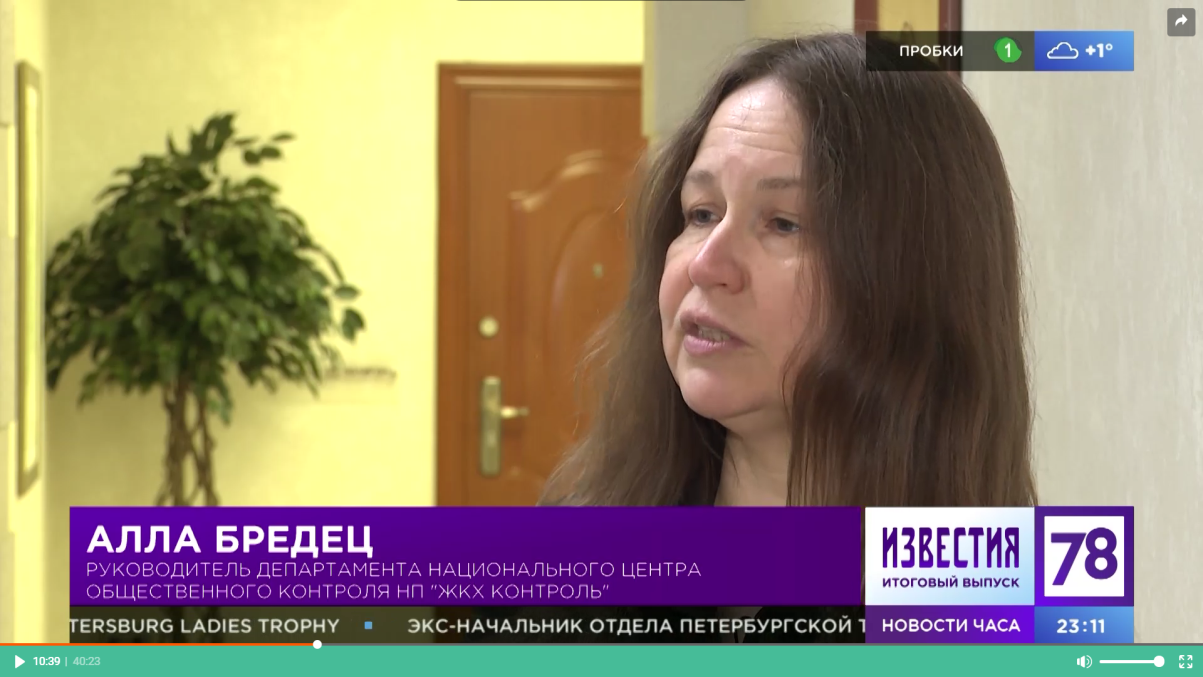 ПРОБКИ 1 +1°
АЛЛА БРЕДЕЦ
РУКОВОДИТЕЛЬ ДЕПАРТАМЕНТА НАЦИОНАЛЬНОГО ЦЕНТРА
ОБЩЕСТВЕННОГО КОНТРОЛЯ НП "ЖКХ КОНТРОЛЬ"
ИЗВЕСТИЯ
ИТОГОВЫЙ ВЫПУСК
78
TERSBURG LADIES TROPHY ЭКС-НАЧАЛЬНИК ОТДЕЛА ПЕТЕРБУРГСКОЙ Т
НОВОСТИ ЧАСА 23:11
10:39 | 40:23